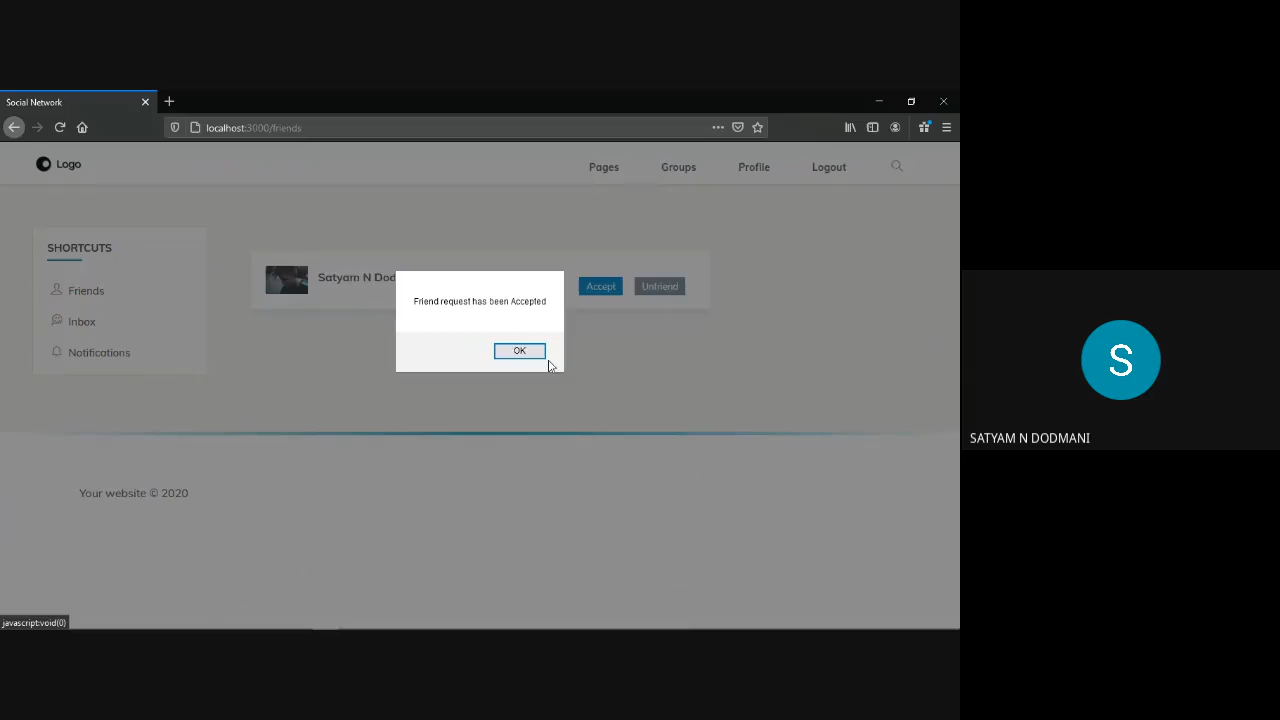 Social Network
localhost:3000/friends
Logo
Pages
Groups
Profile
Logout
SHORTCUTS
Friends
Inbox
Notifications
Satyam N Dod
Accept
Unfriend
Friend request has been Accepted
OK
Your website © 2020
javascript:void(0)
S
SATYAM N DODMANI